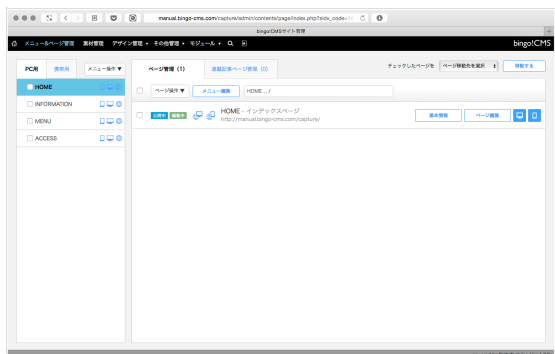 manual.bingo-cms.com/capture/admin/contents/page/index.php?sids_code=
bingo!CMSサイト管理
メニュー&ページ管理 素材管理 デザイン管理 • その他管理 • モジュール •
bingo!CMS
PC用 携帯用 メニュー操作 ▼
ページ管理 (1) 連載記事ページ管理 (0)
チェックしたページを ページ移動先を選択 移動する
HOME
INFORMATION
MENU
ACCESS
ページ操作 ▼ メニュー編集 HOME .../
公開中 編集中 HOME - インデックスページ
http://manual.bingo-cms.com/capture/
基本情報 ページ編集